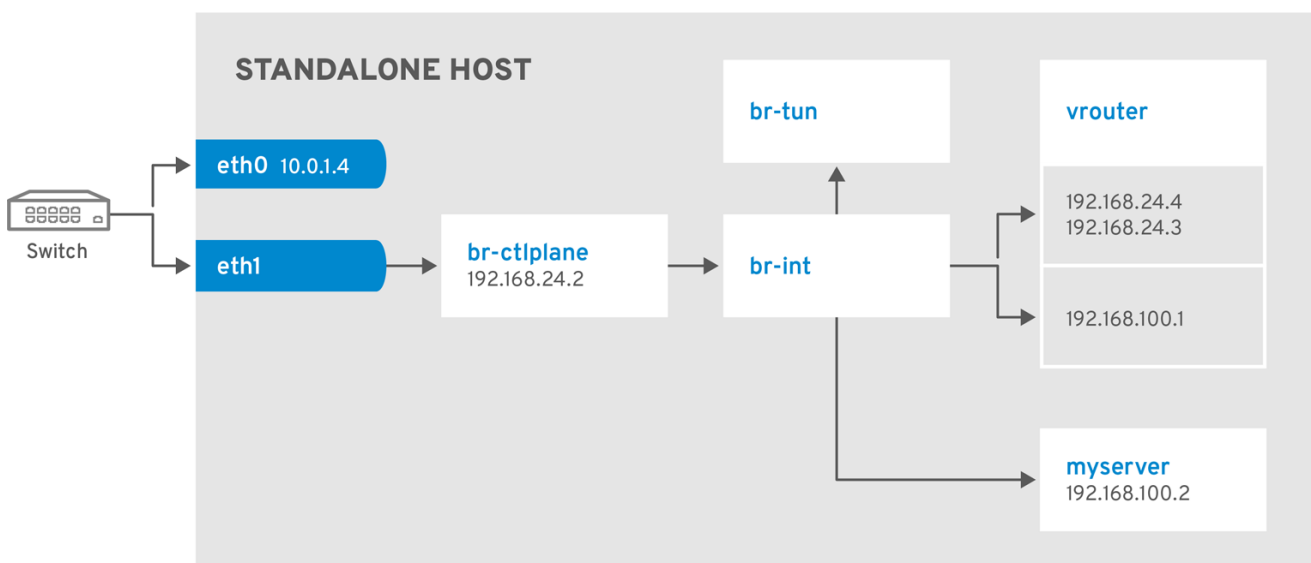 STANDALONE HOST
eth0 10.0.1.4
Switch
eth1
br-ctlplane
192.168.24.2
br-tun
br-int
vrouter
192.168.24.4
192.168.24.3
192.168.100.1
myserver
192.168.100.2